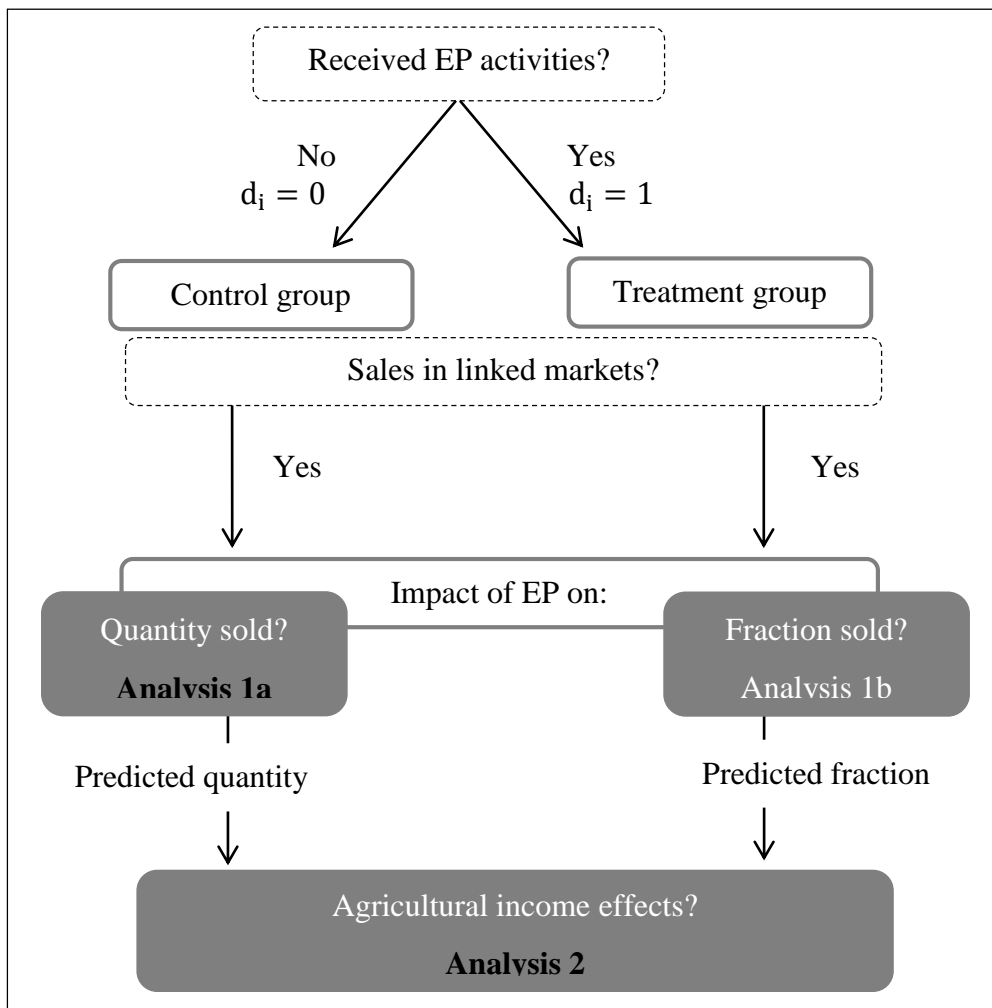 Received EP activities?
No
Yes
dᵢ = 0
dᵢ = 1
Control group
Treatment group
Sales in linked markets?
Yes
Yes
Impact of EP on:
Quantity sold?
Analysis 1a
Fraction sold?
Analysis 1b
Predicted quantity
Predicted fraction
Agricultural income effects?
Analysis 2